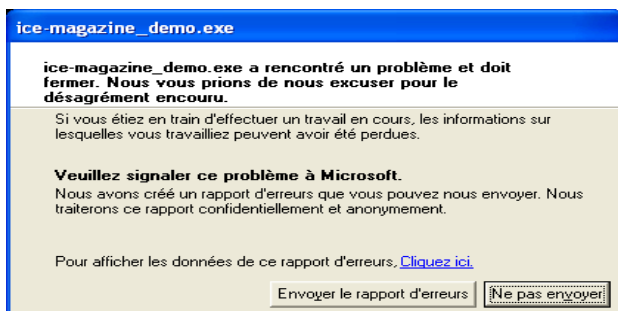 ice-magazine_demo.exe
ice-magazine_demo.exe a rencontré un problème et doit
fermer. Nous vous prions de nous excuser pour le
désagrément encouru.
Si vous étiez en train d'effectuer un travail en cours, les informations sur
lesquelles vous travailliez peuvent avoir été perdues.
Veuillez signaler ce problème à Microsoft.
Nous avons créé un rapport d'erreurs que vous pouvez nous envoyer. Nous
traiterons ce rapport confidentiellement et anonymement.
Pour afficher les données de ce rapport d'erreurs, Cliquez ici.
Envoyer le rapport d'erreurs Ne pas envoyer